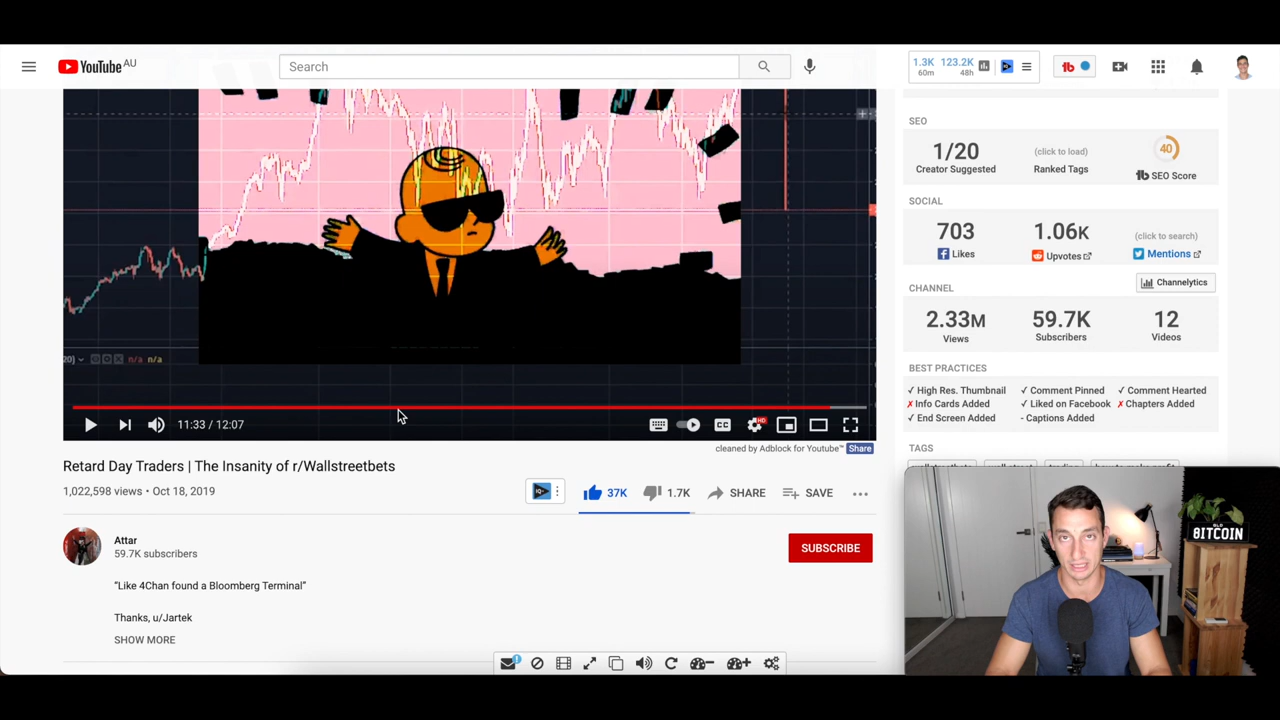 YouTube AU
Search
1.3K 123.2K
60m 48h
SEO
1/20
Creator Suggested
(click to load)
Ranked Tags
40
tb SEO Score
SOCIAL
703
Likes
1.06K
Upvotes
(click to search)
Mentions
CHANNEL
Channelytics
2.33M
Views
59.7K
Subscribers
12
Videos
BEST PRACTICES
✓ High Res. Thumbnail ✓ Comment Pinned ✓ Comment Hearted
✗ Info Cards Added ✓ Liked on Facebook ✗ Chapters Added
✓ End Screen Added - Captions Added
TAGS
n/a n/a
11:33 / 12:07
CC
HD
cleaned by Adblock for Youtube™ Share
Retard Day Traders | The Insanity of r/Wallstreetbets
1,022,598 views • Oct 18, 2019
IQ
37K 1.7K SHARE SAVE
Attar
59.7K subscribers
SUBSCRIBE
"Like 4Chan found a Bloomberg Terminal"
Thanks, u/Jartek
SHOW MORE
BITCOIN